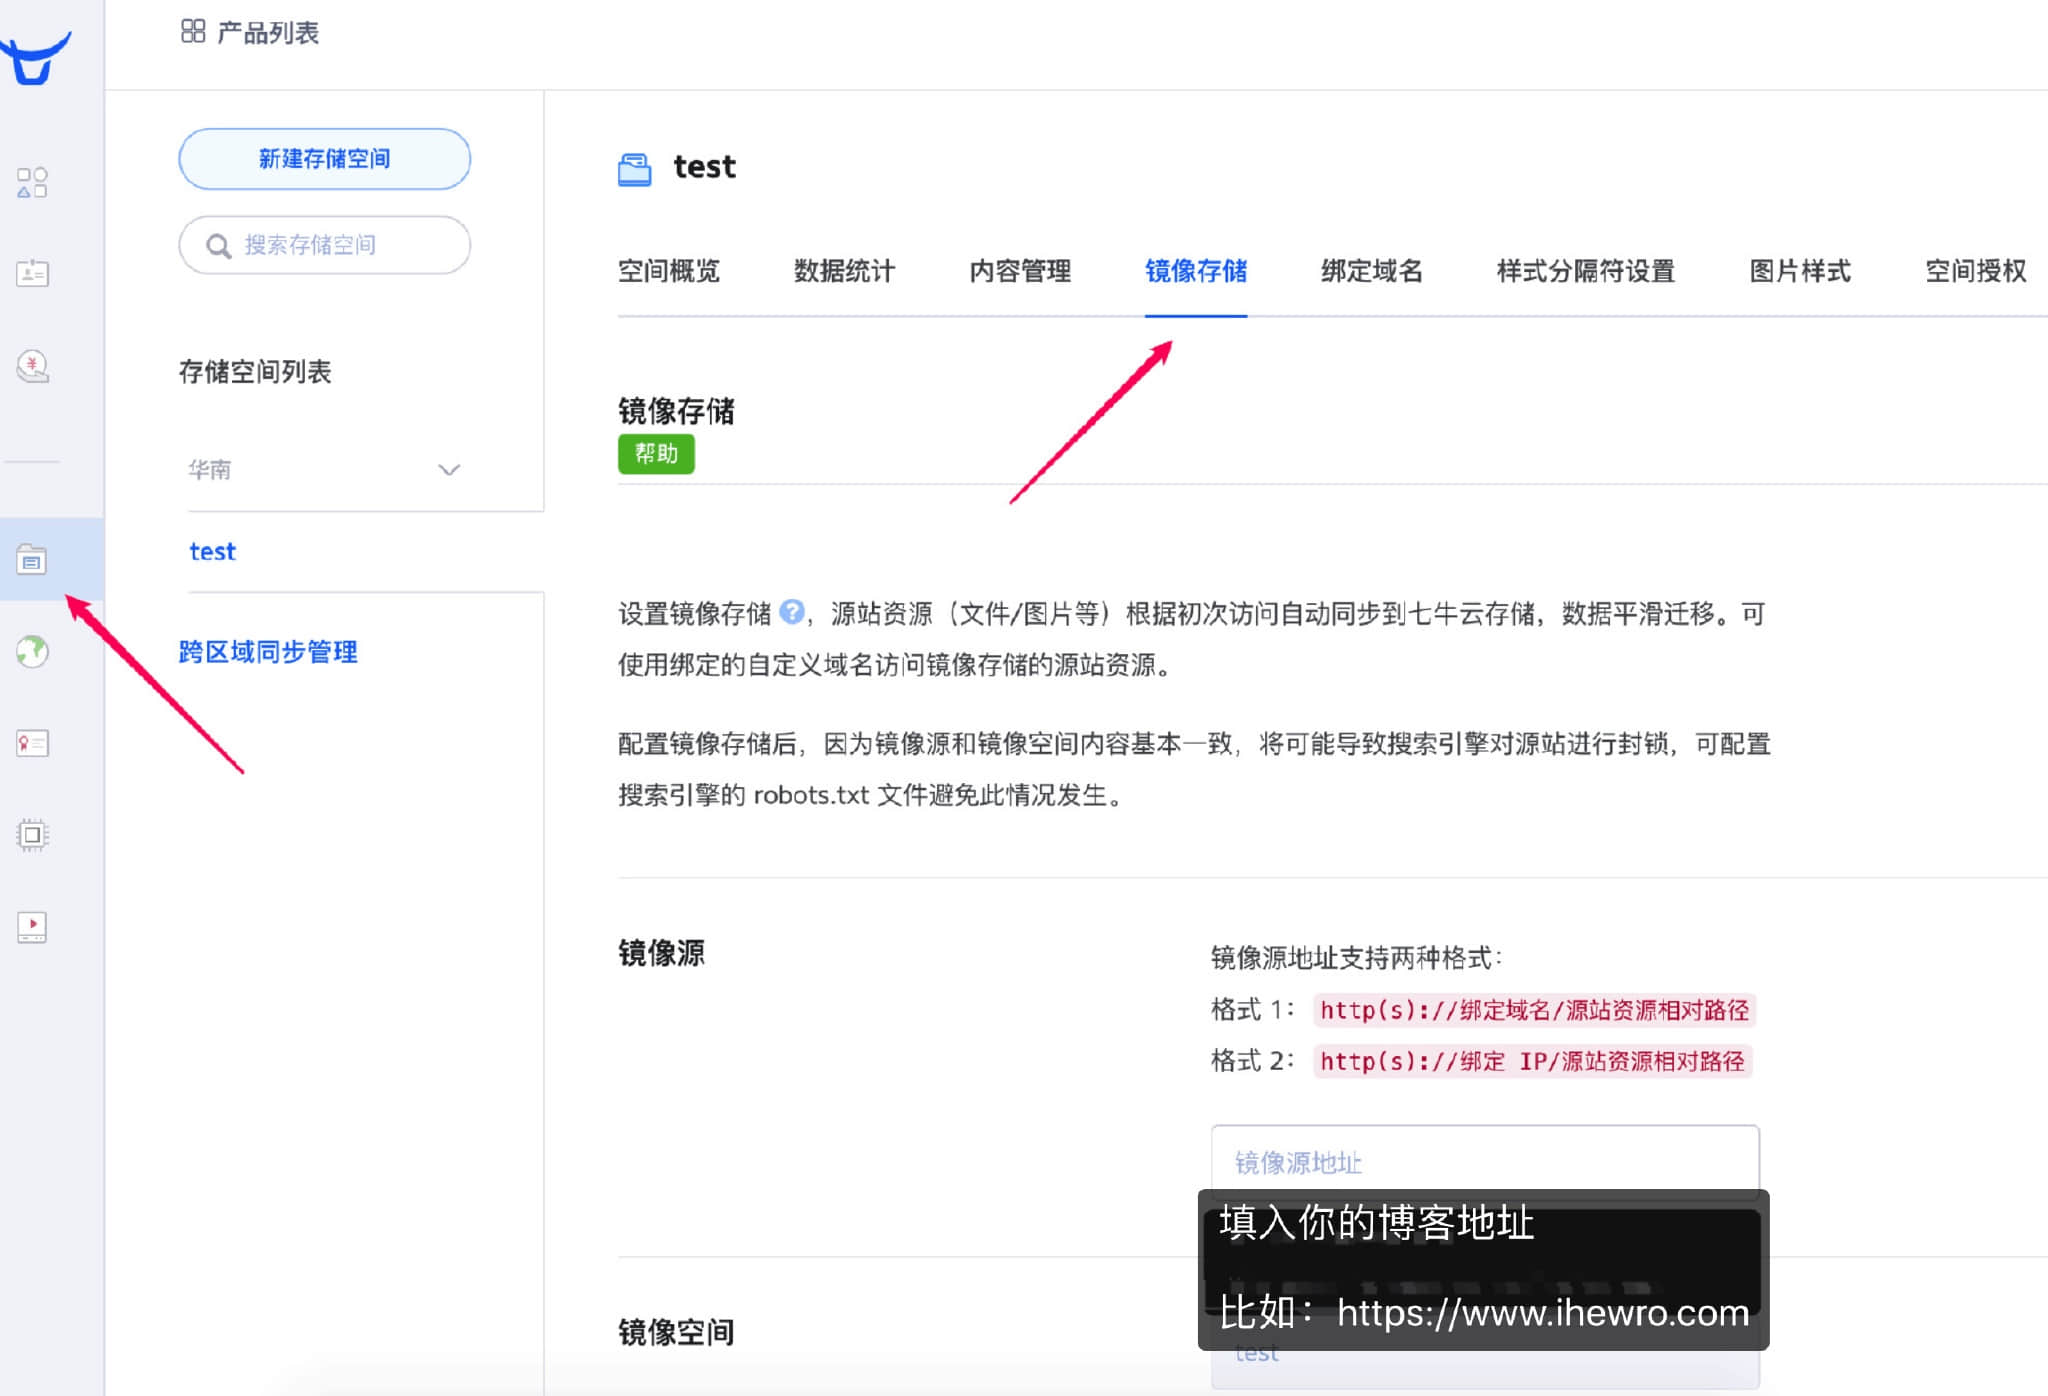 产品列表
新建存储空间
搜索存储空间
存储空间列表
华南
test
跨区域同步管理
test
空间概览
数据统计
内容管理
镜像存储
绑定域名
样式分隔符设置
图片样式
空间授权
镜像存储
帮助
设置镜像存储 ?，源站资源（文件/图片等）根据初次访问自动同步到七牛云存储，数据平滑迁移。可
使用绑定的自定义域名访问镜像存储的源站资源。
配置镜像存储后，因为镜像源和镜像空间内容基本一致，将可能导致搜索引擎对源站进行封锁，可配置
搜索引擎的 robots.txt 文件避免此情况发生。
镜像源
镜像源地址支持两种格式：
格式 1： http(s)://绑定域名/源站资源相对路径
格式 2： http(s)://绑定 IP/源站资源相对路径
镜像源地址
填入你的博客地址
比如：https://www.ihewro.com
镜像空间
test